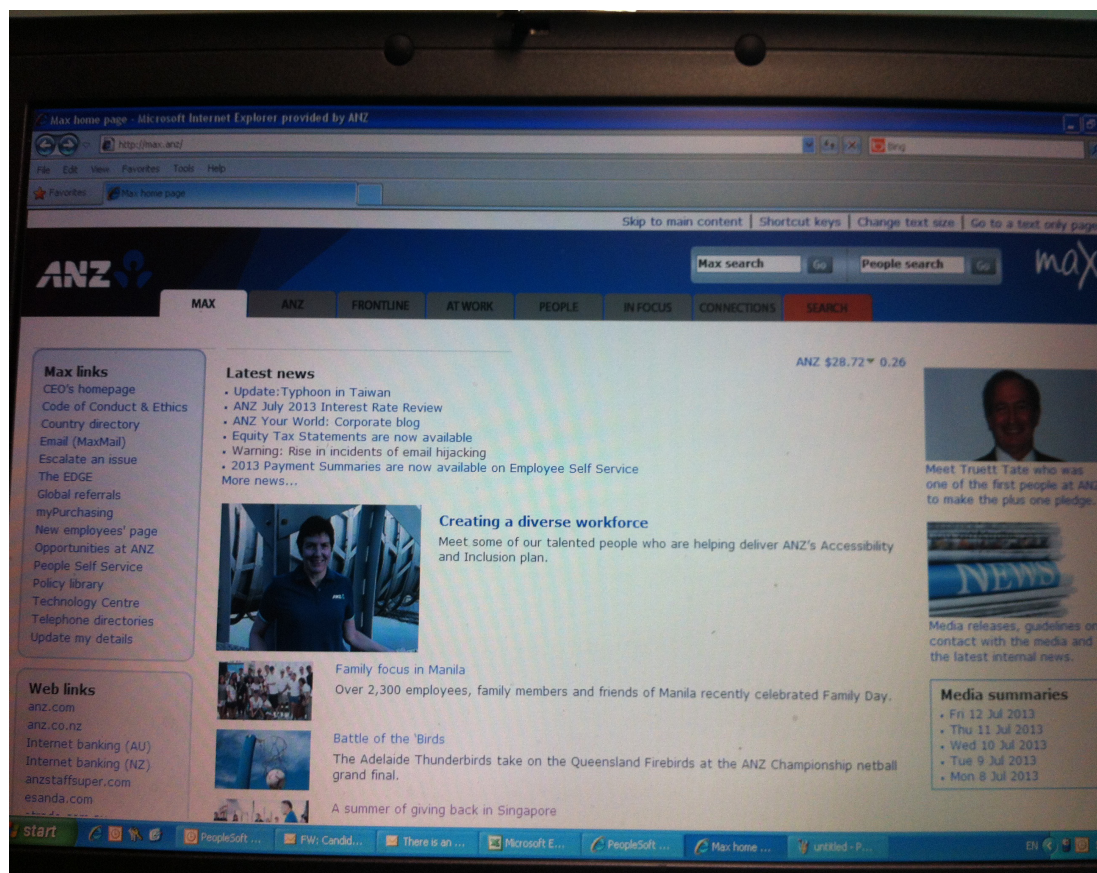 Max home page - Microsoft Internet Explorer provided by ANZ
http://max.anz/
Bing
File Edit View Favorites Tools Help
Favorites Max home page
Skip to main content | Shortcut keys | Change text size | Go to a text only page
ANZ
Max search Go People search Go
max
MAX ANZ FRONTLINE AT WORK PEOPLE IN FOCUS CONNECTIONS SEARCH
Max links
CEO's homepage
Code of Conduct & Ethics
Country directory
Email (MaxMail)
Escalate an issue
The EDGE
Global referrals
myPurchasing
New employees' page
Opportunities at ANZ
People Self Service
Policy library
Technology Centre
Telephone directories
Update my details
Web links
anz.com
anz.co.nz
Internet banking (AU)
Internet banking (NZ)
anzstaffsuper.com
esanda.com
Latest news
• Update:Typhoon in Taiwan
• ANZ July 2013 Interest Rate Review
• ANZ Your World: Corporate blog
• Equity Tax Statements are now available
• Warning: Rise in incidents of email hijacking
• 2013 Payment Summaries are now available on Employee Self Service
More news...
ANZ $28.72 0.26
Creating a diverse workforce
Meet some of our talented people who are helping deliver ANZ's Accessibility
and Inclusion plan.
ANZ
Family focus in Manila
Over 2,300 employees, family members and friends of Manila recently celebrated Family Day.
Battle of the 'Birds
The Adelaide Thunderbirds take on the Queensland Firebirds at the ANZ Championship netball
grand final.
A summer of giving back in Singapore
Meet Truett Tate who was
one of the first people at ANZ
to make the plus one pledge.
NEWS
Media releases, guidelines on
contact with the media and
the latest internal news.
Media summaries
• Fri 12 Jul 2013
• Thu 11 Jul 2013
• Wed 10 Jul 2013
• Tue 9 Jul 2013
• Mon 8 Jul 2013
start PeopleSoft ... FW: Candid... There is an ... Microsoft E... PeopleSoft ... Max home ... untitled - P... EN